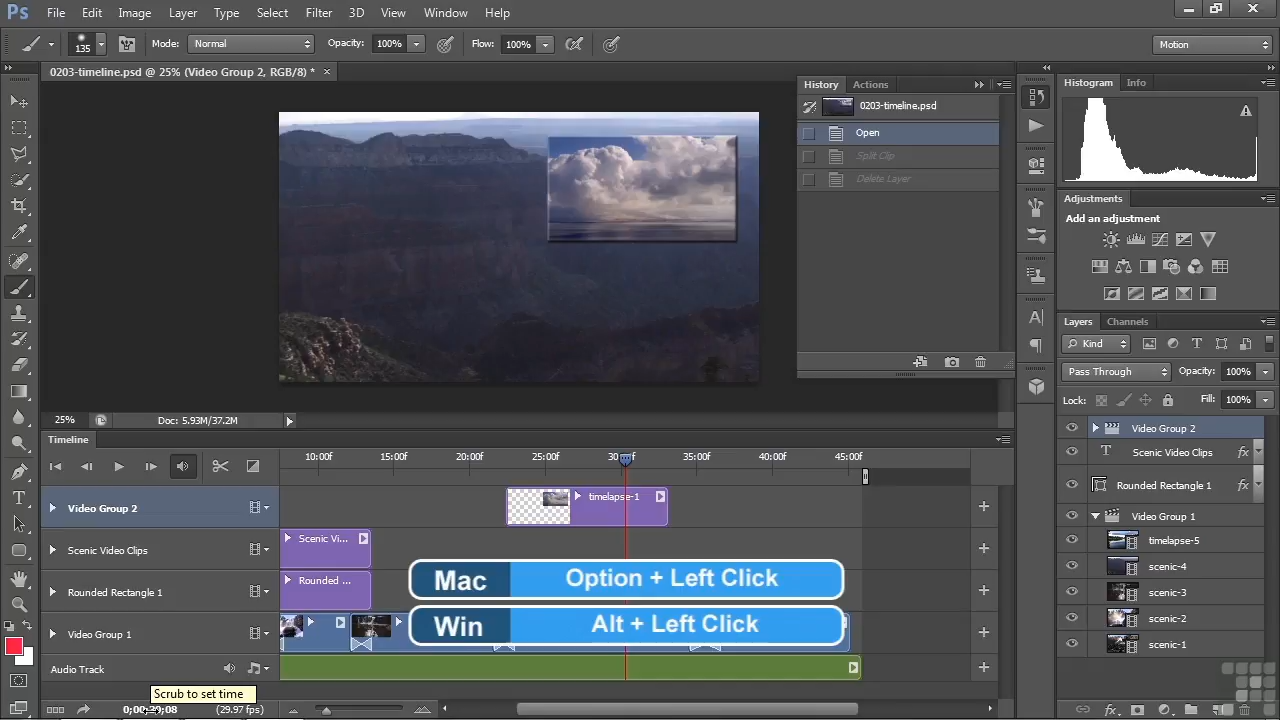 Ps File Edit Image Layer Type Select Filter 3D View Window Help
135 Mode: Normal Opacity: 100% Flow: 100% Motion
0203-timeline.psd @ 25% (Video Group 2, RGB/8) * ×
History Actions
0203-timeline.psd
Open
Split Clip
Delete Layer
Histogram Info
Adjustments
Add an adjustment
Layers Channels
Kind
Pass Through Opacity: 100%
Lock: Fill: 100%
Video Group 2
Scenic Video Clips fx
Rounded Rectangle 1 fx
Video Group 1
timelapse-5
scenic-4
scenic-3
scenic-2
scenic-1
fx
25% Doc: 5.93M/37.2M
Timeline
10:00f 15:00f 20:00f 25:00f 35:00f 40:00f 45:00f
Video Group 2 timelapse-1
Scenic Video Clips Scenic Vi...
Rounded Rectangle 1 Rounded ...
Video Group 1
Audio Track
Mac Option + Left Click
Win Alt + Left Click
Scrub to set time
(29.97 fps)